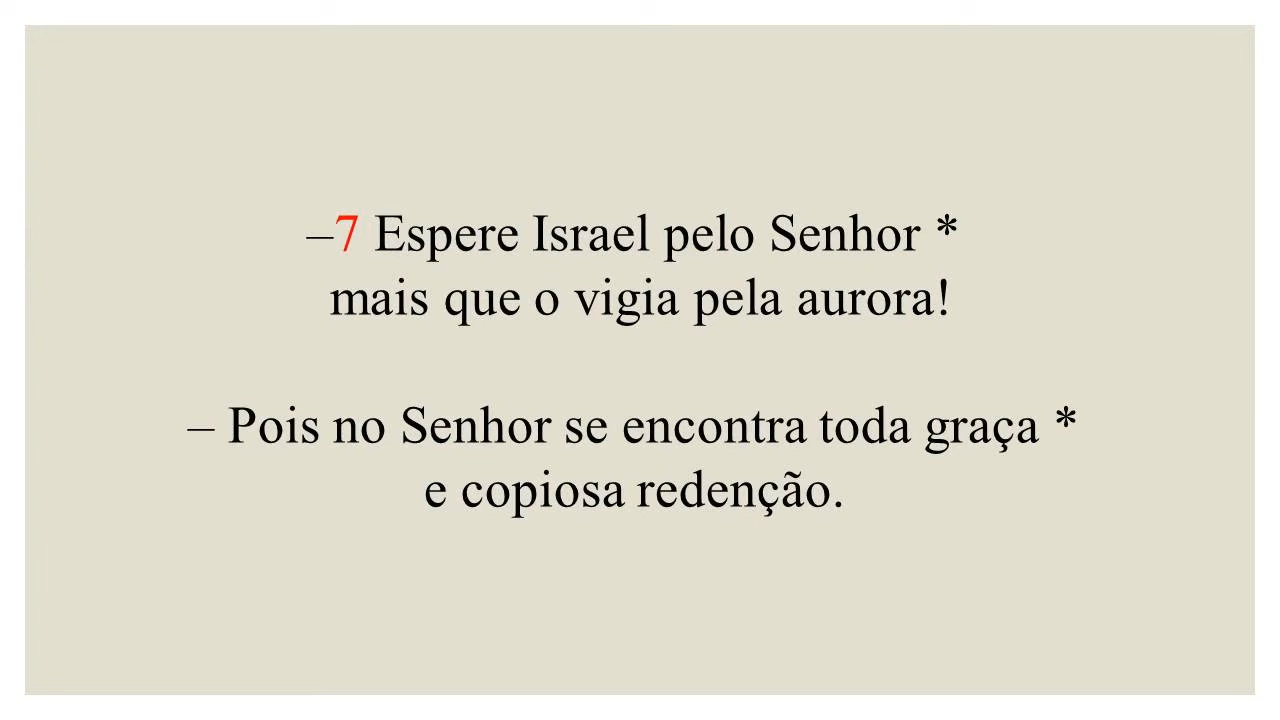 –7 Espere Israel pelo Senhor *
mais que o vigia pela aurora!
– Pois no Senhor se encontra toda graça *
e copiosa redenção.